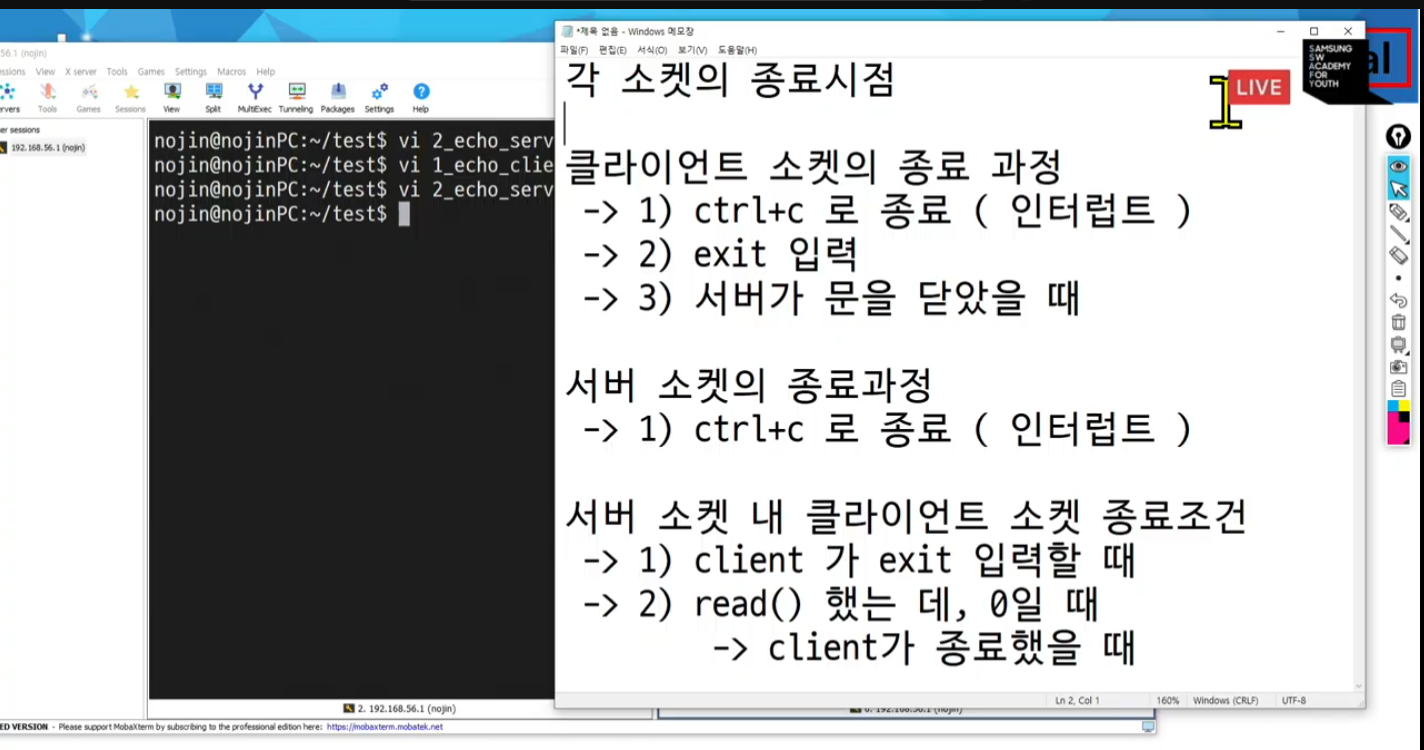 *제목 없음 - Windows 메모장
파일(F) 편집(E) 서식(O) 보기(V) 도움말(H)
각 소켓의 종료시점
클라이언트 소켓의 종료 과정
-> 1) ctrl+c 로 종료 ( 인터럽트 )
-> 2) exit 입력
-> 3) 서버가 문을 닫았을 때
서버 소켓의 종료과정
-> 1) ctrl+c 로 종료 ( 인터럽트 )
서버 소켓 내 클라이언트 소켓 종료조건
-> 1) client 가 exit 입력할 때
-> 2) read() 했는 데, 0일 때
-> client가 종료했을 때
Ln 2, Col 1 160% Windows (CRLF) UTF-8
SAMSUNG
SW
ACADEMY
FOR
YOUTH
LIVE
56.1 (nojin)
View X server Tools Games Settings Macros Help
Tools Games Sessions View Split MultiExec Tunneling Packages Settings Help
sessions
192.168.56.1 (nojin)
nojin@nojinPC:~/test$ vi 2_echo_serv
nojin@nojinPC:~/test$ vi 1_echo_clie
nojin@nojinPC:~/test$ vi 2_echo_serv
nojin@nojinPC:~/test$
2. 192.168.56.1 (nojin)
VERSION - Please support MobaXterm by subscribing to the professional edition here: https://mobaxterm.mobatek.net